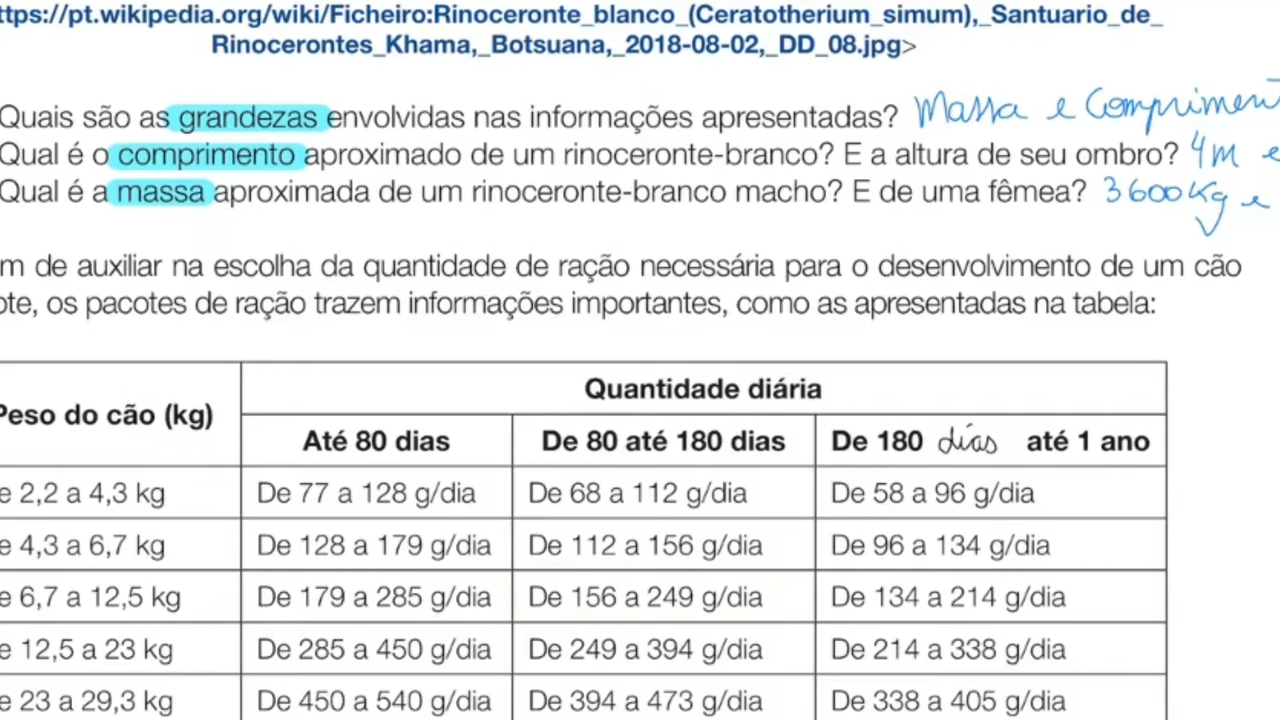 ttps://pt.wikipedia.org/wiki/Ficheiro:Rinoceronte_blanco_(Ceratotherium_simum),_Santuario_de_
Rinocerontes_Khama,_Botsuana,_2018-08-02,_DD_08.jpg>
Quais são as grandezas envolvidas nas informações apresentadas? Massa e Compriment
Qual é o comprimento aproximado de um rinoceronte-branco? E a altura de seu ombro? 4m e
Qual é a massa aproximada de um rinoceronte-branco macho? E de uma fêmea? 3600Kg e
m de auxiliar na escolha da quantidade de ração necessária para o desenvolvimento de um cão
ote, os pacotes de ração trazem informações importantes, como as apresentadas na tabela:
Peso do cão (kg) Quantidade diária
Até 80 dias De 80 até 180 dias De 180 dias até 1 ano
e 2,2 a 4,3 kg De 77 a 128 g/dia De 68 a 112 g/dia De 58 a 96 g/dia
e 4,3 a 6,7 kg De 128 a 179 g/dia De 112 a 156 g/dia De 96 a 134 g/dia
e 6,7 a 12,5 kg De 179 a 285 g/dia De 156 a 249 g/dia De 134 a 214 g/dia
e 12,5 a 23 kg De 285 a 450 g/dia De 249 a 394 g/dia De 214 a 338 g/dia
e 23 a 29,3 kg De 450 a 540 g/dia De 394 a 473 g/dia De 338 a 405 g/dia